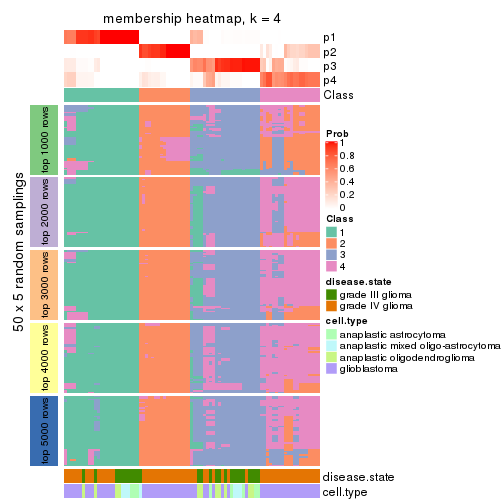 membership heatmap, k = 4
p1
p2
p3
p4
Class
50 x 5 random samplings
top 1000 rows
top 2000 rows
top 3000 rows
top 4000 rows
top 5000 rows
Prob
1
0.8
0.6
0.4
0.2
0
Class
1
2
3
4
disease.state
grade III glioma
grade IV glioma
cell.type
anaplastic astrocytoma
anaplastic mixed oligo-astrocytoma
anaplastic oligodendroglioma
glioblastoma
disease.state
cell.type